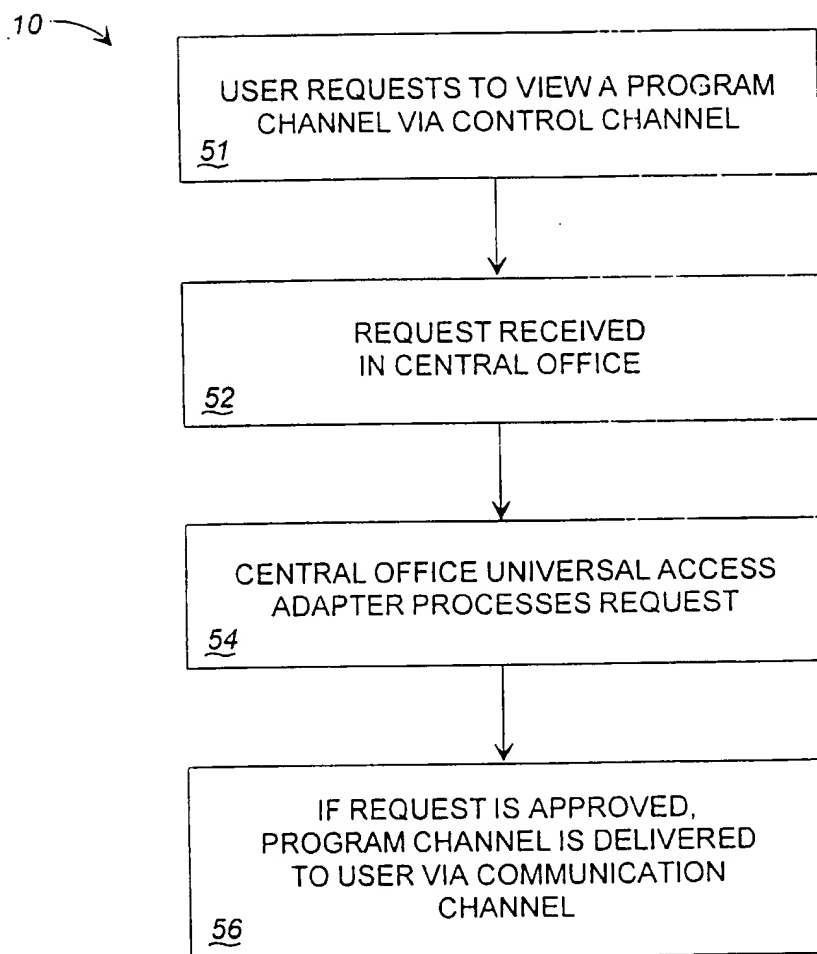 10
USER REQUESTS TO VIEW A PROGRAM
CHANNEL VIA CONTROL CHANNEL
51
REQUEST RECEIVED
IN CENTRAL OFFICE
52
CENTRAL OFFICE UNIVERSAL ACCESS
ADAPTER PROCESSES REQUEST
54
IF REQUEST IS APPROVED,
PROGRAM CHANNEL IS DELIVERED
TO USER VIA COMMUNICATION
CHANNEL
56